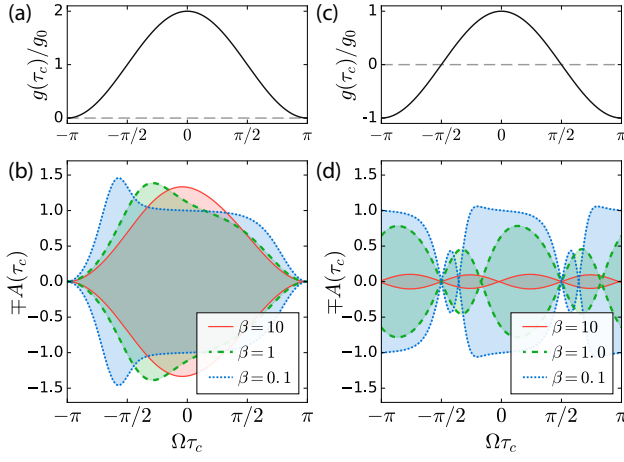 (a)
g(τc)/g0
2
1
0
−π
−π/2
0
π/2
π
(c)
g(τc)/g0
1
0
-1
−π
−π/2
0
π/2
π
(b)
∓A(τc)
1.5
1.0
0.5
0.0
−0.5
−1.0
−1.5
β = 10
β = 1
β = 0.1
−π
−π/2
0
π/2
π
Ωτc
(d)
∓A(τc)
1.5
1.0
0.5
0.0
−0.5
−1.0
−1.5
β = 10
β = 1.0
β = 0.1
−π
−π/2
0
π/2
π
Ωτc